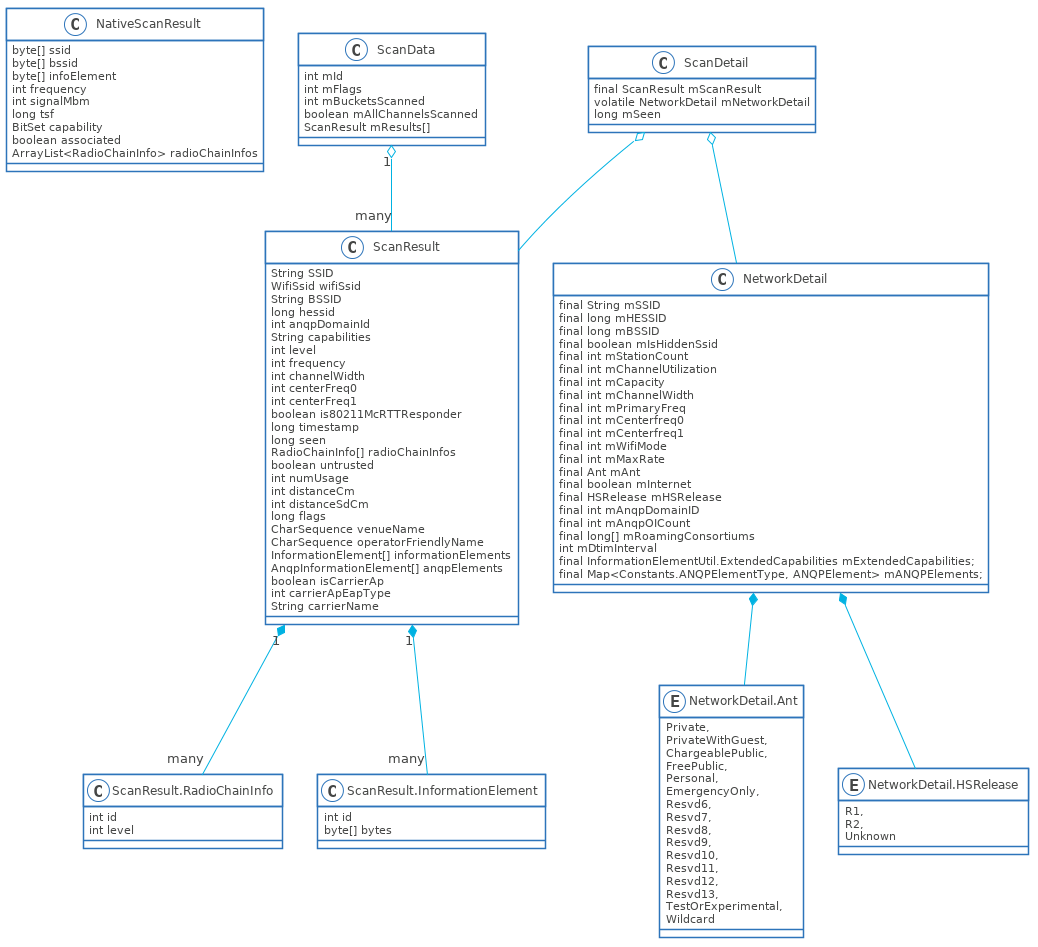 C NativeScanResult
byte[] ssid
byte[] bssid
byte[] infoElement
int frequency
int signalMbm
long tsf
BitSet capability
boolean associated
ArrayList<RadioChainInfo> radioChainInfos
C ScanData
int mId
int mFlags
int mBucketsScanned
boolean mAllChannelsScanned
ScanResult mResults[]
C ScanDetail
final ScanResult mScanResult
volatile NetworkDetail mNetworkDetail
long mSeen
1
many
C ScanResult
String SSID
WifiSsid wifiSsid
String BSSID
long hessid
int anqpDomainId
String capabilities
int level
int frequency
int channelWidth
int centerFreq0
int centerFreq1
boolean is80211McRTTResponder
long timestamp
long seen
RadioChainInfo[] radioChainInfos
boolean untrusted
int numUsage
int distanceCm
int distanceSdCm
long flags
CharSequence venueName
CharSequence operatorFriendlyName
InformationElement[] informationElements
AnqpInformationElement[] anqpElements
boolean isCarrierAp
int carrierApEapType
String carrierName
C NetworkDetail
final String mSSID
final long mHESSID
final long mBSSID
final boolean mIsHiddenSsid
final int mStationCount
final int mChannelUtilization
final int mCapacity
final int mChannelWidth
final int mPrimaryFreq
final int mCenterfreq0
final int mCenterfreq1
final int mWifiMode
final int mMaxRate
final Ant mAnt
final boolean mInternet
final HSRelease mHSRelease
final int mAnqpDomainID
final int mAnqpOICount
final long[] mRoamingConsortiums
int mDtimInterval
final InformationElementUtil.ExtendedCapabilities mExtendedCapabilities;
final Map<Constants.ANQPElementType, ANQPElement> mANQPElements;
1
1
many
many
C ScanResult.RadioChainInfo
int id
int level
C ScanResult.InformationElement
int id
byte[] bytes
E NetworkDetail.Ant
Private,
PrivateWithGuest,
ChargeablePublic,
FreePublic,
Personal,
EmergencyOnly,
Resvd6,
Resvd7,
Resvd8,
Resvd9,
Resvd10,
Resvd11,
Resvd12,
Resvd13,
TestOrExperimental,
Wildcard
E NetworkDetail.HSRelease
R1,
R2,
Unknown